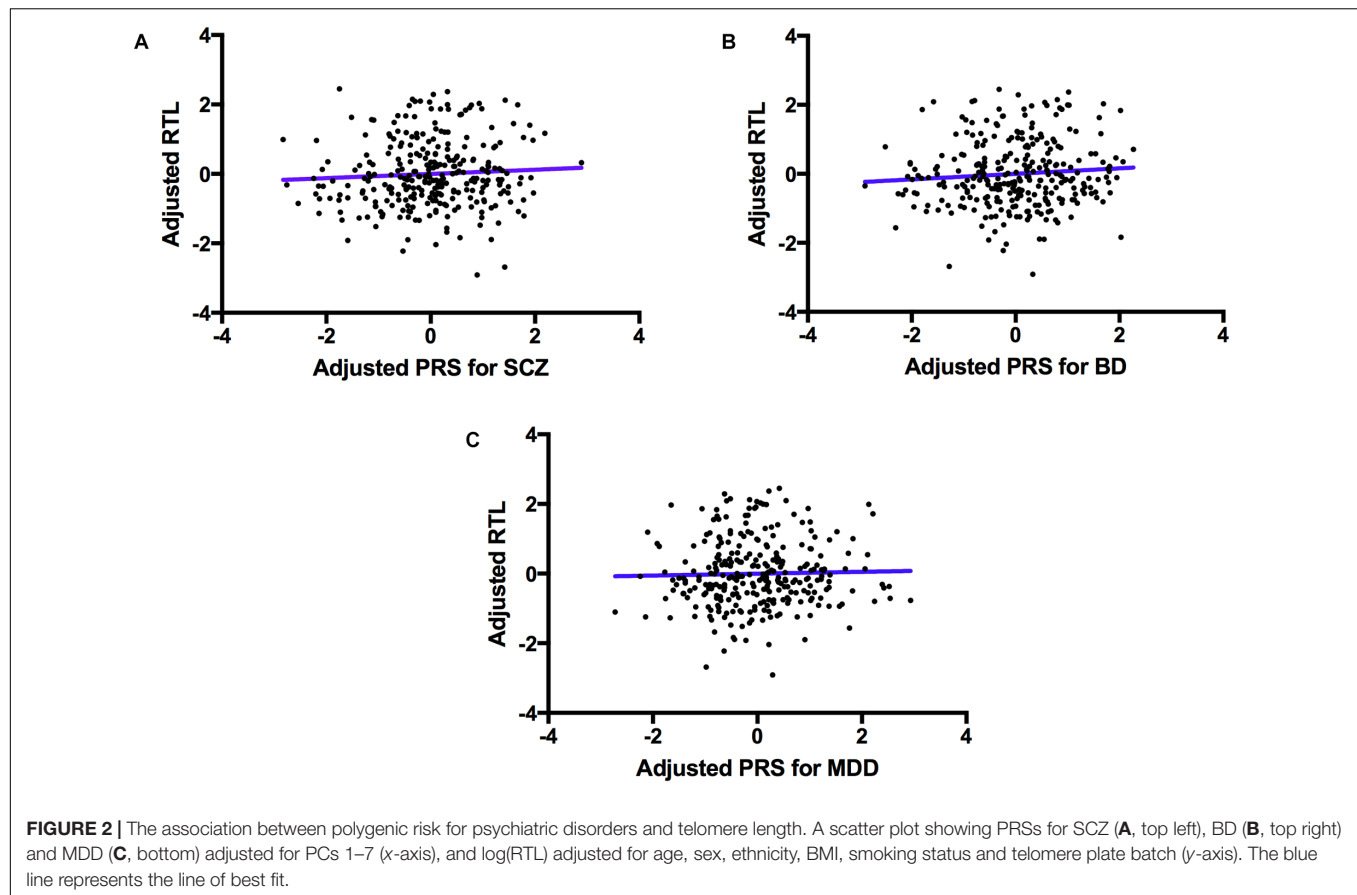 A
4
2
0
-2
-4
Adjusted RTL
-4 -2 0 2 4
Adjusted PRS for SCZ
B
4
2
0
-2
-4
Adjusted RTL
-4 -2 0 2 4
Adjusted PRS for BD
C
4
2
0
-2
-4
Adjusted RTL
-4 -2 0 2 4
Adjusted PRS for MDD
FIGURE 2 | The association between polygenic risk for psychiatric disorders and telomere length. A scatter plot showing PRSs for SCZ (A, top left), BD (B, top right)
and MDD (C, bottom) adjusted for PCs 1–7 (x-axis), and log(RTL) adjusted for age, sex, ethnicity, BMI, smoking status and telomere plate batch (y-axis). The blue
line represents the line of best fit.